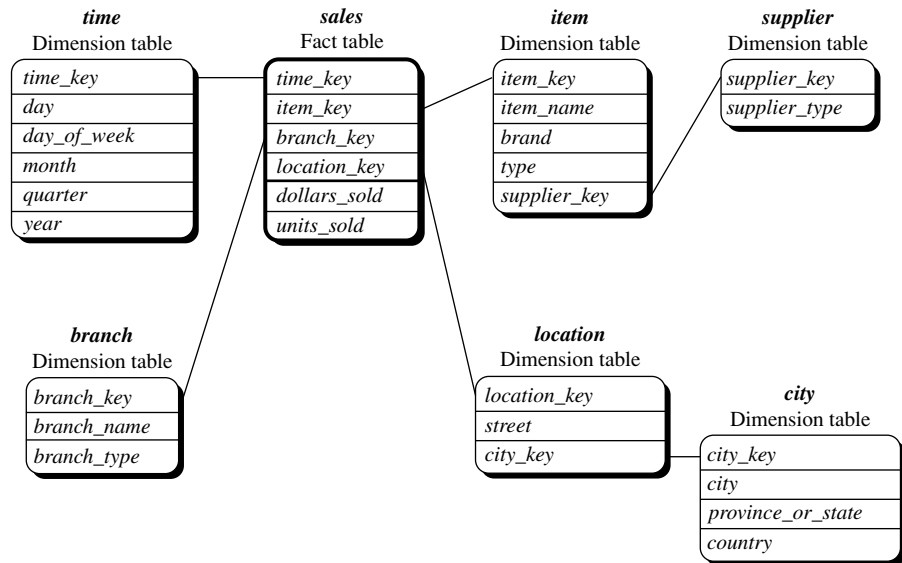 time
Dimension table
time_key
day
day_of_week
month
quarter
year
sales
Fact table
time_key
item_key
branch_key
location_key
dollars_sold
units_sold
item
Dimension table
item_key
item_name
brand
type
supplier_key
supplier
Dimension table
supplier_key
supplier_type
branch
Dimension table
branch_key
branch_name
branch_type
location
Dimension table
location_key
street
city_key
city
Dimension table
city_key
city
province_or_state
country